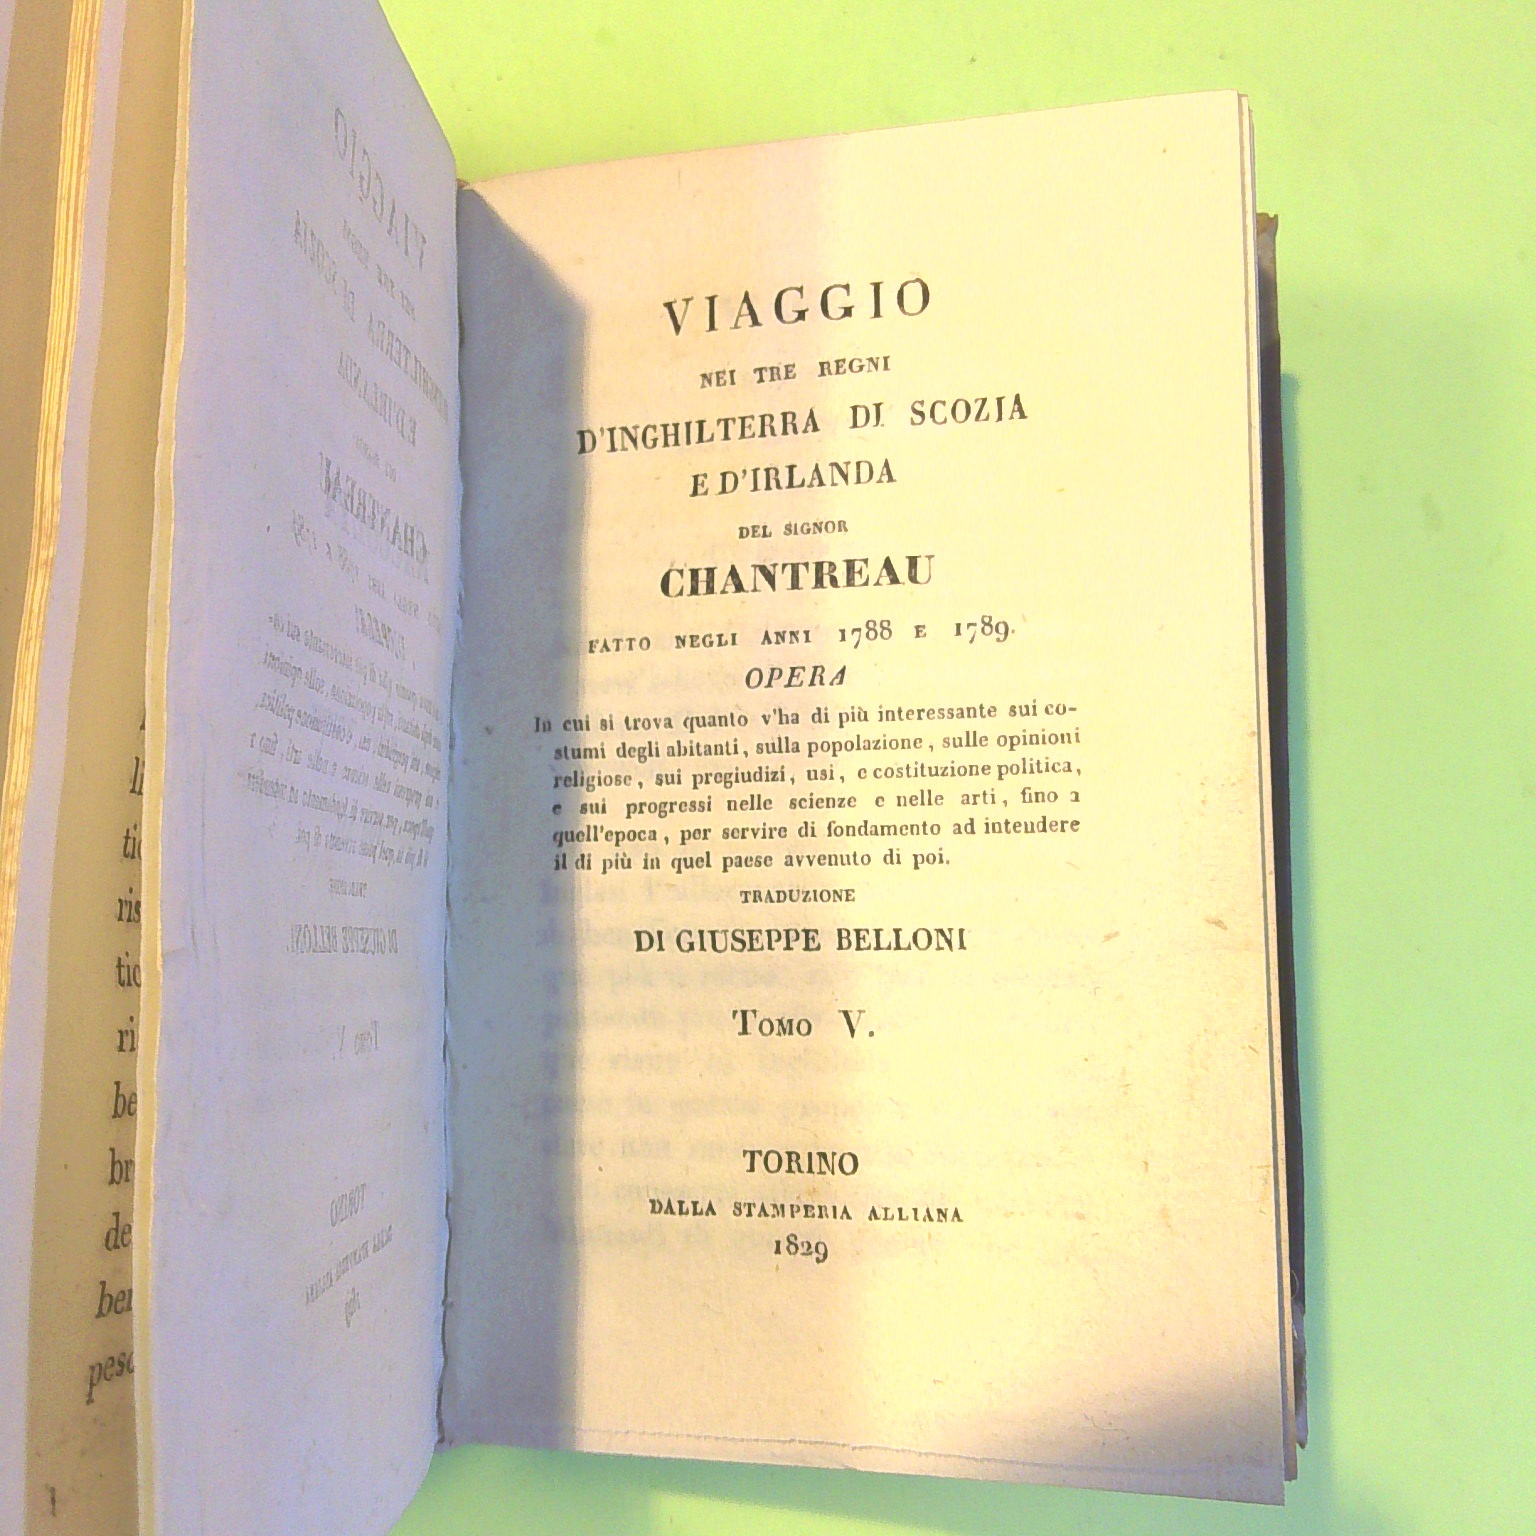 VIAGGIO
NEI TRE REGNI
D'INGHILTERRA DI SCOZIA
E D'IRLANDA
DEL SIGNOR
CHANTREAU
FATTO NEGLI ANNI 1788 E 1789.
OPERA
In cui si trova quanto v'ha di più interessante sui co-
stumi degli abitanti, sulla popolazione, sulle opinioni
religiose, sui pregiudizi, usi, e costituzione politica,
e sui progressi nelle scienze e nelle arti, fino a
quell'epoca, per servire di fondamento ad intendere
il di più in quel paese avvenuto di poi.
TRADUZIONE
DI GIUSEPPE BELLONI
TOMO V.
TORINO
DALLA STAMPERIA ALLIANA
1829